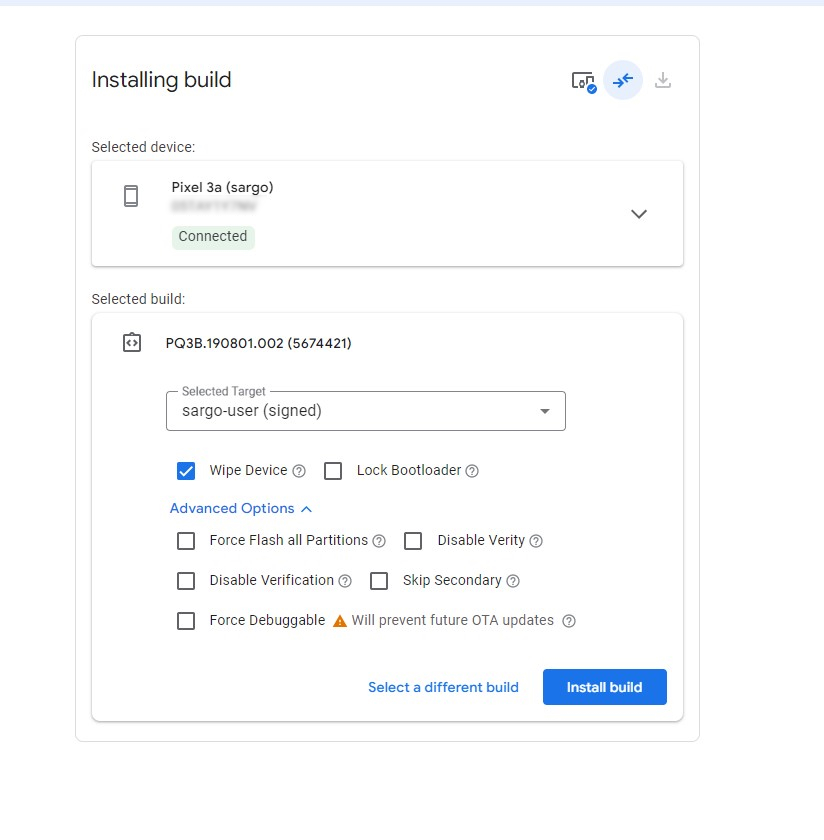 Installing build
Selected device:
Pixel 3a (sargo)
Connected
Selected build:
PQ3B.190801.002 (5674421)
Selected Target
sargo-user (signed)
Wipe Device Lock Bootloader
Advanced Options
Force Flash all Partitions Disable Verity
Disable Verification Skip Secondary
Force Debuggable Will prevent future OTA updates
Select a different build Install build